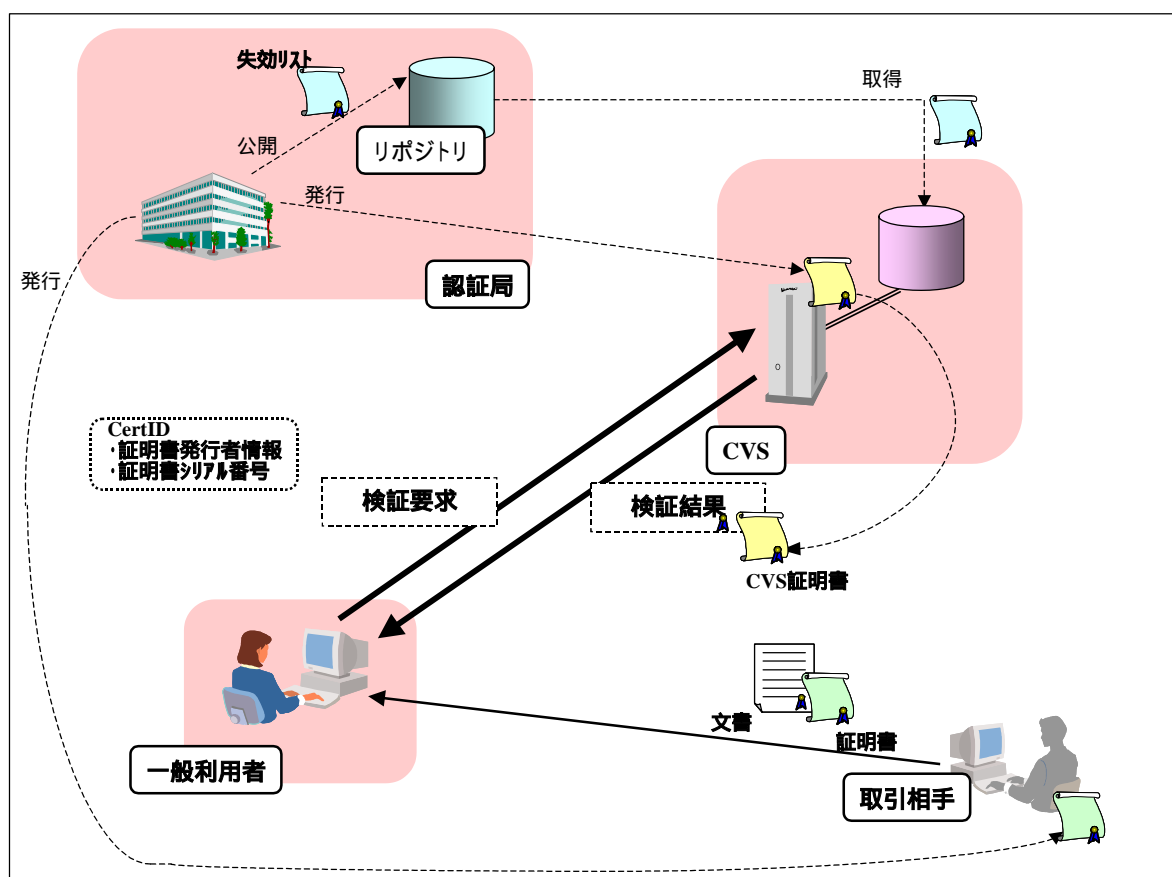 失効リスト
取得
公開
リポジトリ
発行
発行
認証局
CertID
・証明書発行者情報
・証明書シリアル番号
CVS
検証要求
検証結果
CVS証明書
文書
証明書
一般利用者
取引相手